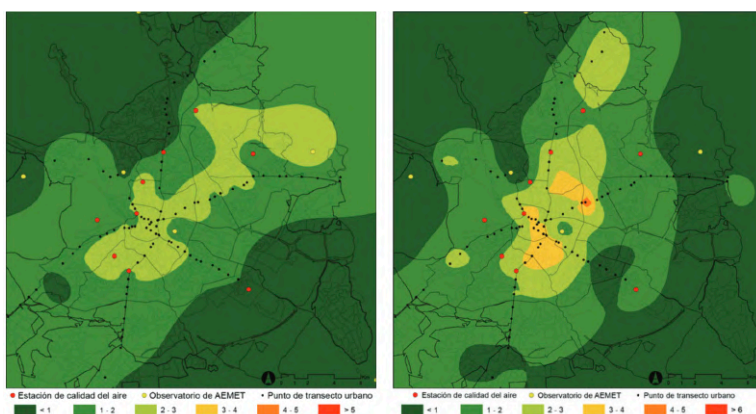 Estación de calidad del aire Observatorio de AEMET Punto de transecto urbano
< 1 1 - 2 2 - 3 3 - 4 4 - 5 > 5
Estación de calidad del aire Observatorio de AEMET Punto de transecto urbano
< 1 1 - 2 2 - 3 3 - 4 4 - 5 > 6